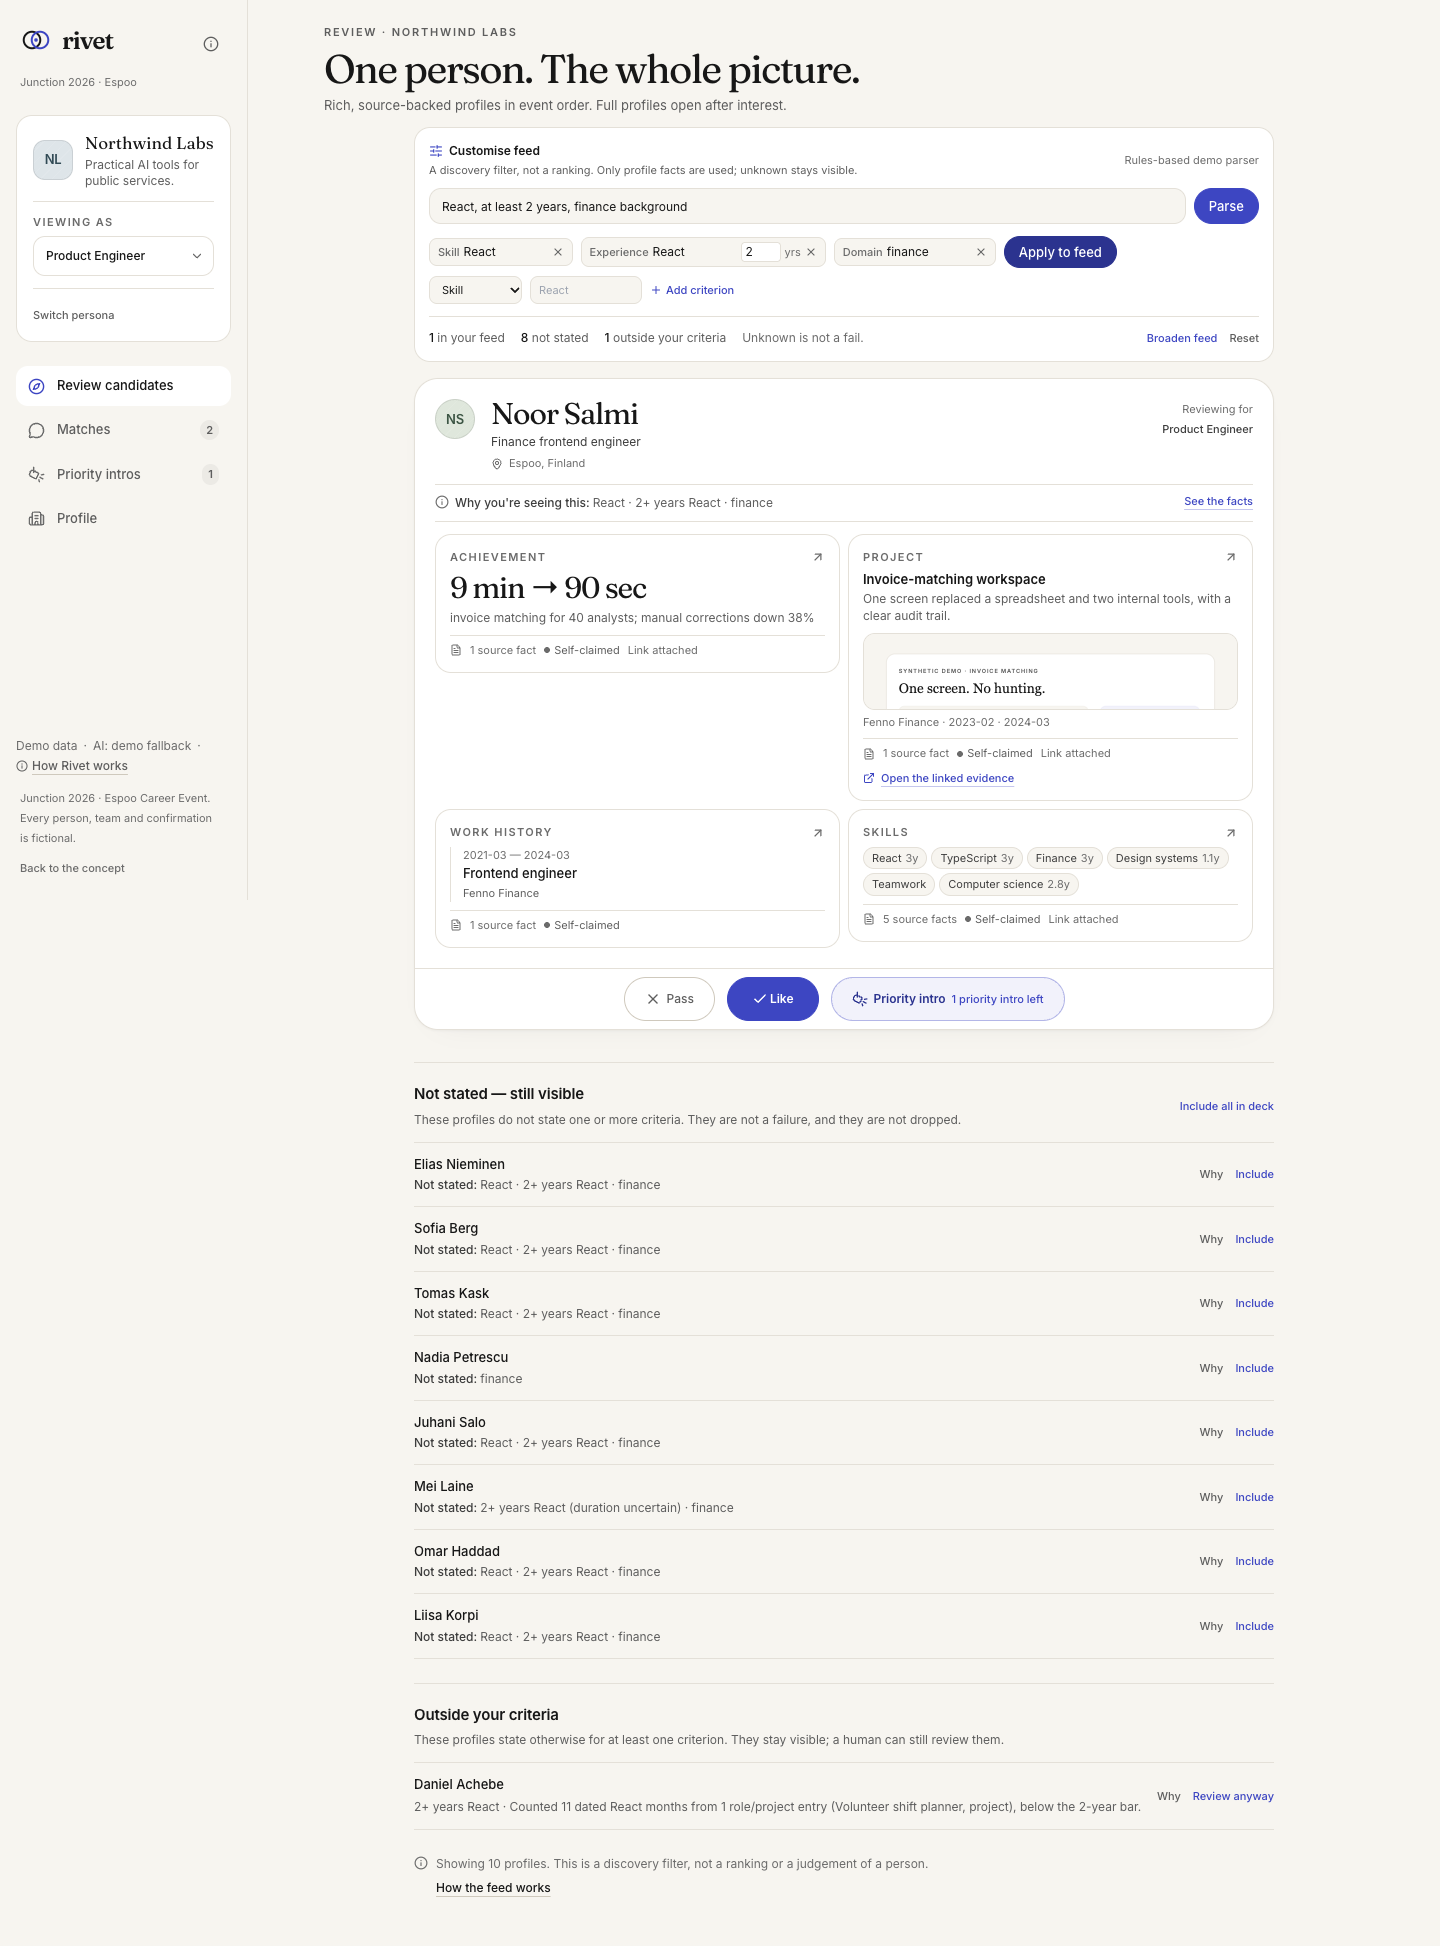 rivet
Junction 2026 · Espoo
NL
Northwind Labs
Practical AI tools for
public services.
VIEWING AS
Product Engineer
Switch persona
Review candidates
Matches 2
Priority intros 1
Profile
Demo data · AI: demo fallback ·
How Rivet works
Junction 2026 · Espoo Career Event.
Every person, team and confirmation
is fictional.
Back to the concept
REVIEW · NORTHWIND LABS
One person. The whole picture.
Rich, source-backed profiles in event order. Full profiles open after interest.
Customise feed
A discovery filter, not a ranking. Only profile facts are used; unknown stays visible.
Rules-based demo parser
React, at least 2 years, finance background
Parse
Skill React
Experience React 2 yrs
Domain finance
Apply to feed
Skill
React
Add criterion
1 in your feed 8 not stated 1 outside your criteria Unknown is not a fail.
Broaden feed Reset
NS
Noor Salmi
Finance frontend engineer
Espoo, Finland
Reviewing for
Product Engineer
Why you're seeing this: React · 2+ years React · finance
See the facts
ACHIEVEMENT
9 min → 90 sec
invoice matching for 40 analysts; manual corrections down 38%
1 source fact Self-claimed Link attached
PROJECT
Invoice-matching workspace
One screen replaced a spreadsheet and two internal tools, with a
clear audit trail.
SYNTHETIC DEMO · INVOICE MATCHING
One screen. No hunting.
Fenno Finance · 2023-02 · 2024-03
1 source fact Self-claimed Link attached
Open the linked evidence
WORK HISTORY
2021-03 — 2024-03
Frontend engineer
Fenno Finance
1 source fact Self-claimed
SKILLS
React 3y TypeScript 3y Finance 3y Design systems 1.1y
Teamwork Computer science 2.8y
5 source facts Self-claimed Link attached
Pass
Like
Priority intro 1 priority intro left
Not stated — still visible
These profiles do not state one or more criteria. They are not a failure, and they are not dropped.
Include all in deck
Elias Nieminen
Not stated: React · 2+ years React · finance
Why Include
Sofia Berg
Not stated: React · 2+ years React · finance
Why Include
Tomas Kask
Not stated: React · 2+ years React · finance
Why Include
Nadia Petrescu
Not stated: finance
Why Include
Juhani Salo
Not stated: React · 2+ years React · finance
Why Include
Mei Laine
Not stated: 2+ years React (duration uncertain) · finance
Why Include
Omar Haddad
Not stated: React · 2+ years React · finance
Why Include
Liisa Korpi
Not stated: React · 2+ years React · finance
Why Include
Outside your criteria
These profiles state otherwise for at least one criterion. They stay visible; a human can still review them.
Daniel Achebe
2+ years React · Counted 11 dated React months from 1 role/project entry (Volunteer shift planner, project), below the 2-year bar.
Why Review anyway
Showing 10 profiles. This is a discovery filter, not a ranking or a judgement of a person.
How the feed works